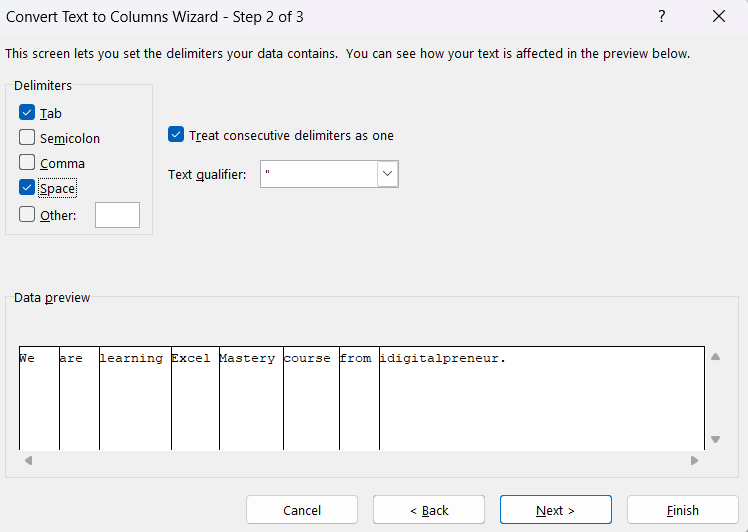 Convert Text to Columns Wizard - Step 2 of 3 ?
This screen lets you set the delimiters your data contains.  You can see how your text is affected in the preview below.
Delimiters
Tab
Semicolon
Comma
Space
Other:
Treat consecutive delimiters as one
Text qualifier: "
Data preview
We are learning Excel Mastery course from idigitalpreneur.
Cancel < Back Next > Finish